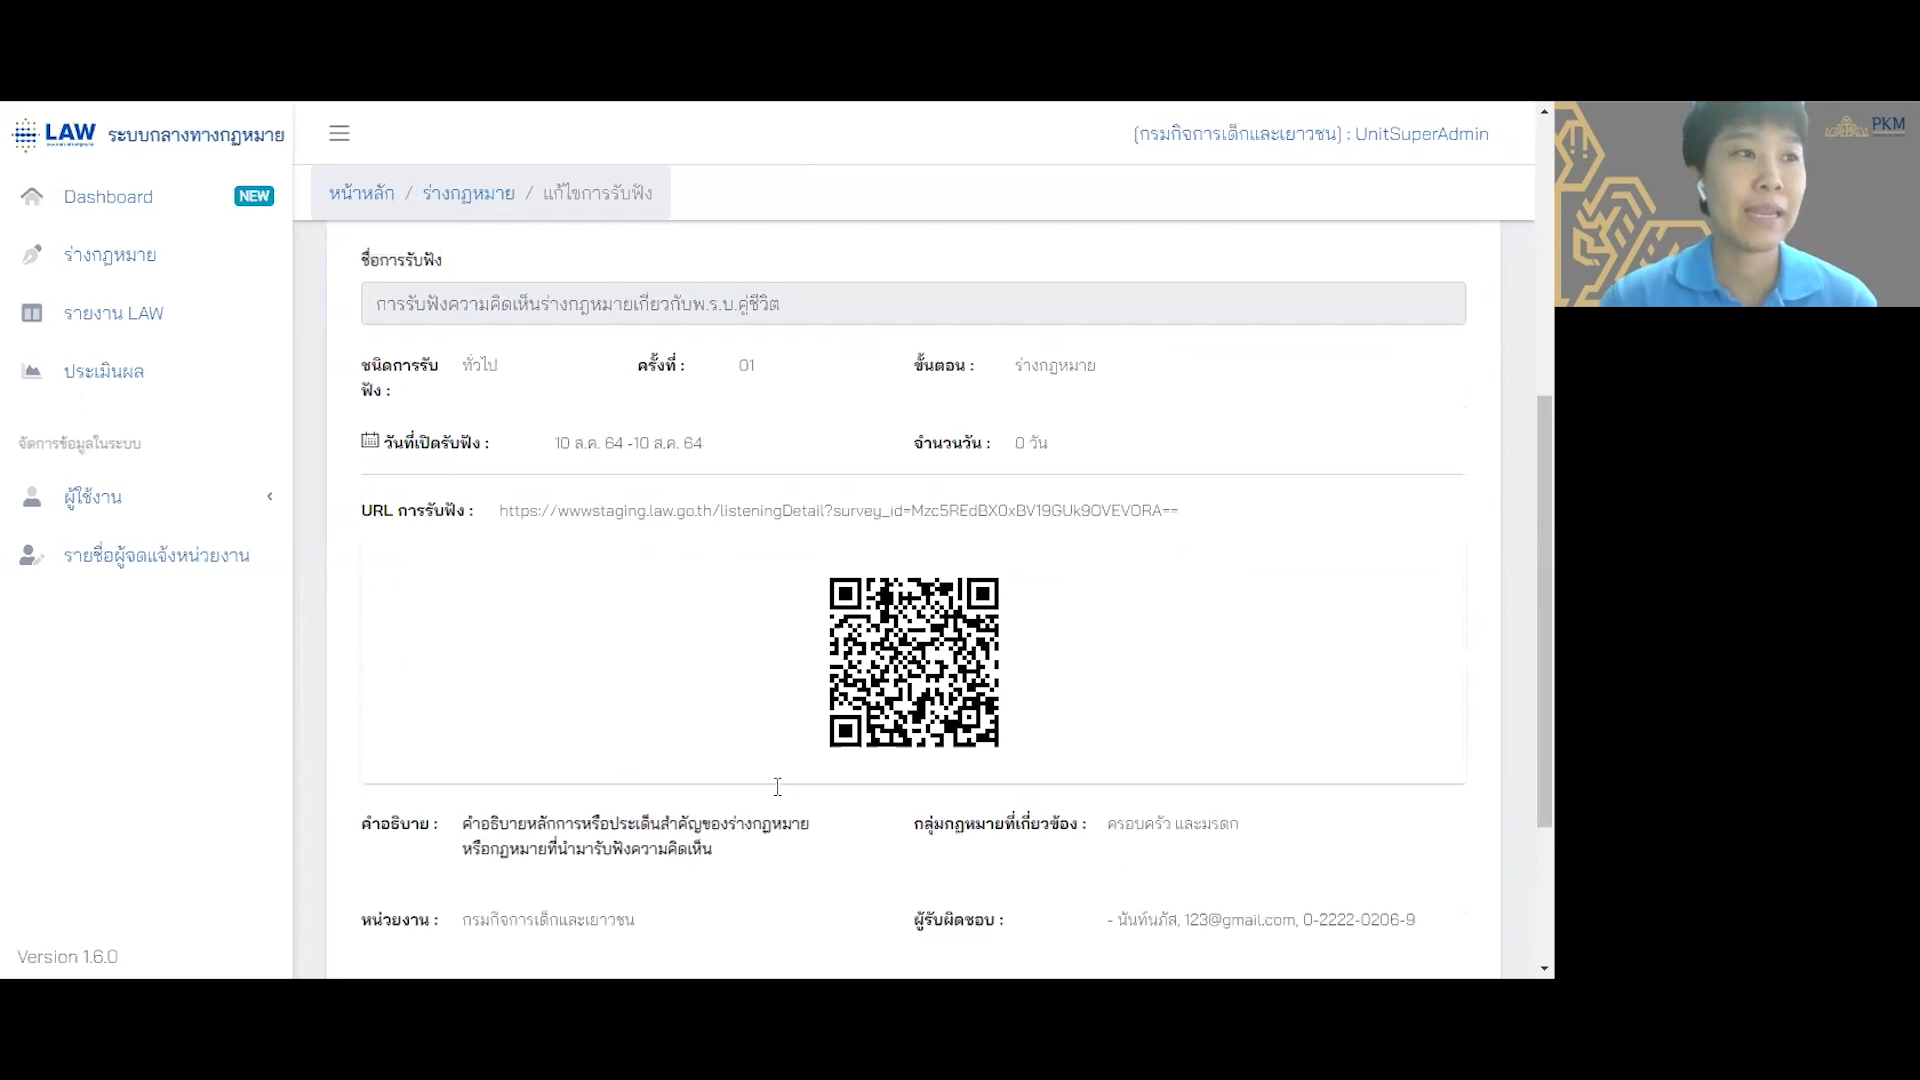 LAW ระบบกลางทางกฎหมาย
(กรมกิจการเด็กและเยาวชน) : UnitSuperAdmin
PKM
Dashboard NEW
ร่างกฎหมาย
รายงาน LAW
ประเมินผล
จัดการข้อมูลในระบบ
ผู้ใช้งาน
รายชื่อผู้จดแจ้งหน่วยงาน
Version 1.6.0
หน้าหลัก / ร่างกฎหมาย / แก้ไขการรับฟัง
ชื่อการรับฟัง
การรับฟังความคิดเห็นร่างกฎหมายเกี่ยวกับพ.ร.บ.คู่ชีวิต
ชนิดการรับฟัง : ทั่วไป ครั้งที่ : 01 ขั้นตอน : ร่างกฎหมาย
วันที่เปิดรับฟัง : 10 ส.ค. 64 -10 ส.ค. 64 จำนวนวัน : 0 วัน
URL การรับฟัง : https://wwwstaging.law.go.th/listeningDetail?survey_id=Mzc5REdBX0xBV19GUk9OVEVORA==
คำอธิบาย : คำอธิบายหลักการหรือประเด็นสำคัญของร่างกฎหมาย
หรือกฎหมายที่นำมารับฟังความคิดเห็น
กลุ่มกฎหมายที่เกี่ยวข้อง : ครอบครัว และมรดก
หน่วยงาน : กรมกิจการเด็กและเยาวชน
ผู้รับผิดชอบ : - นันท์นภัส, 123@gmail.com, 0-2222-0206-9